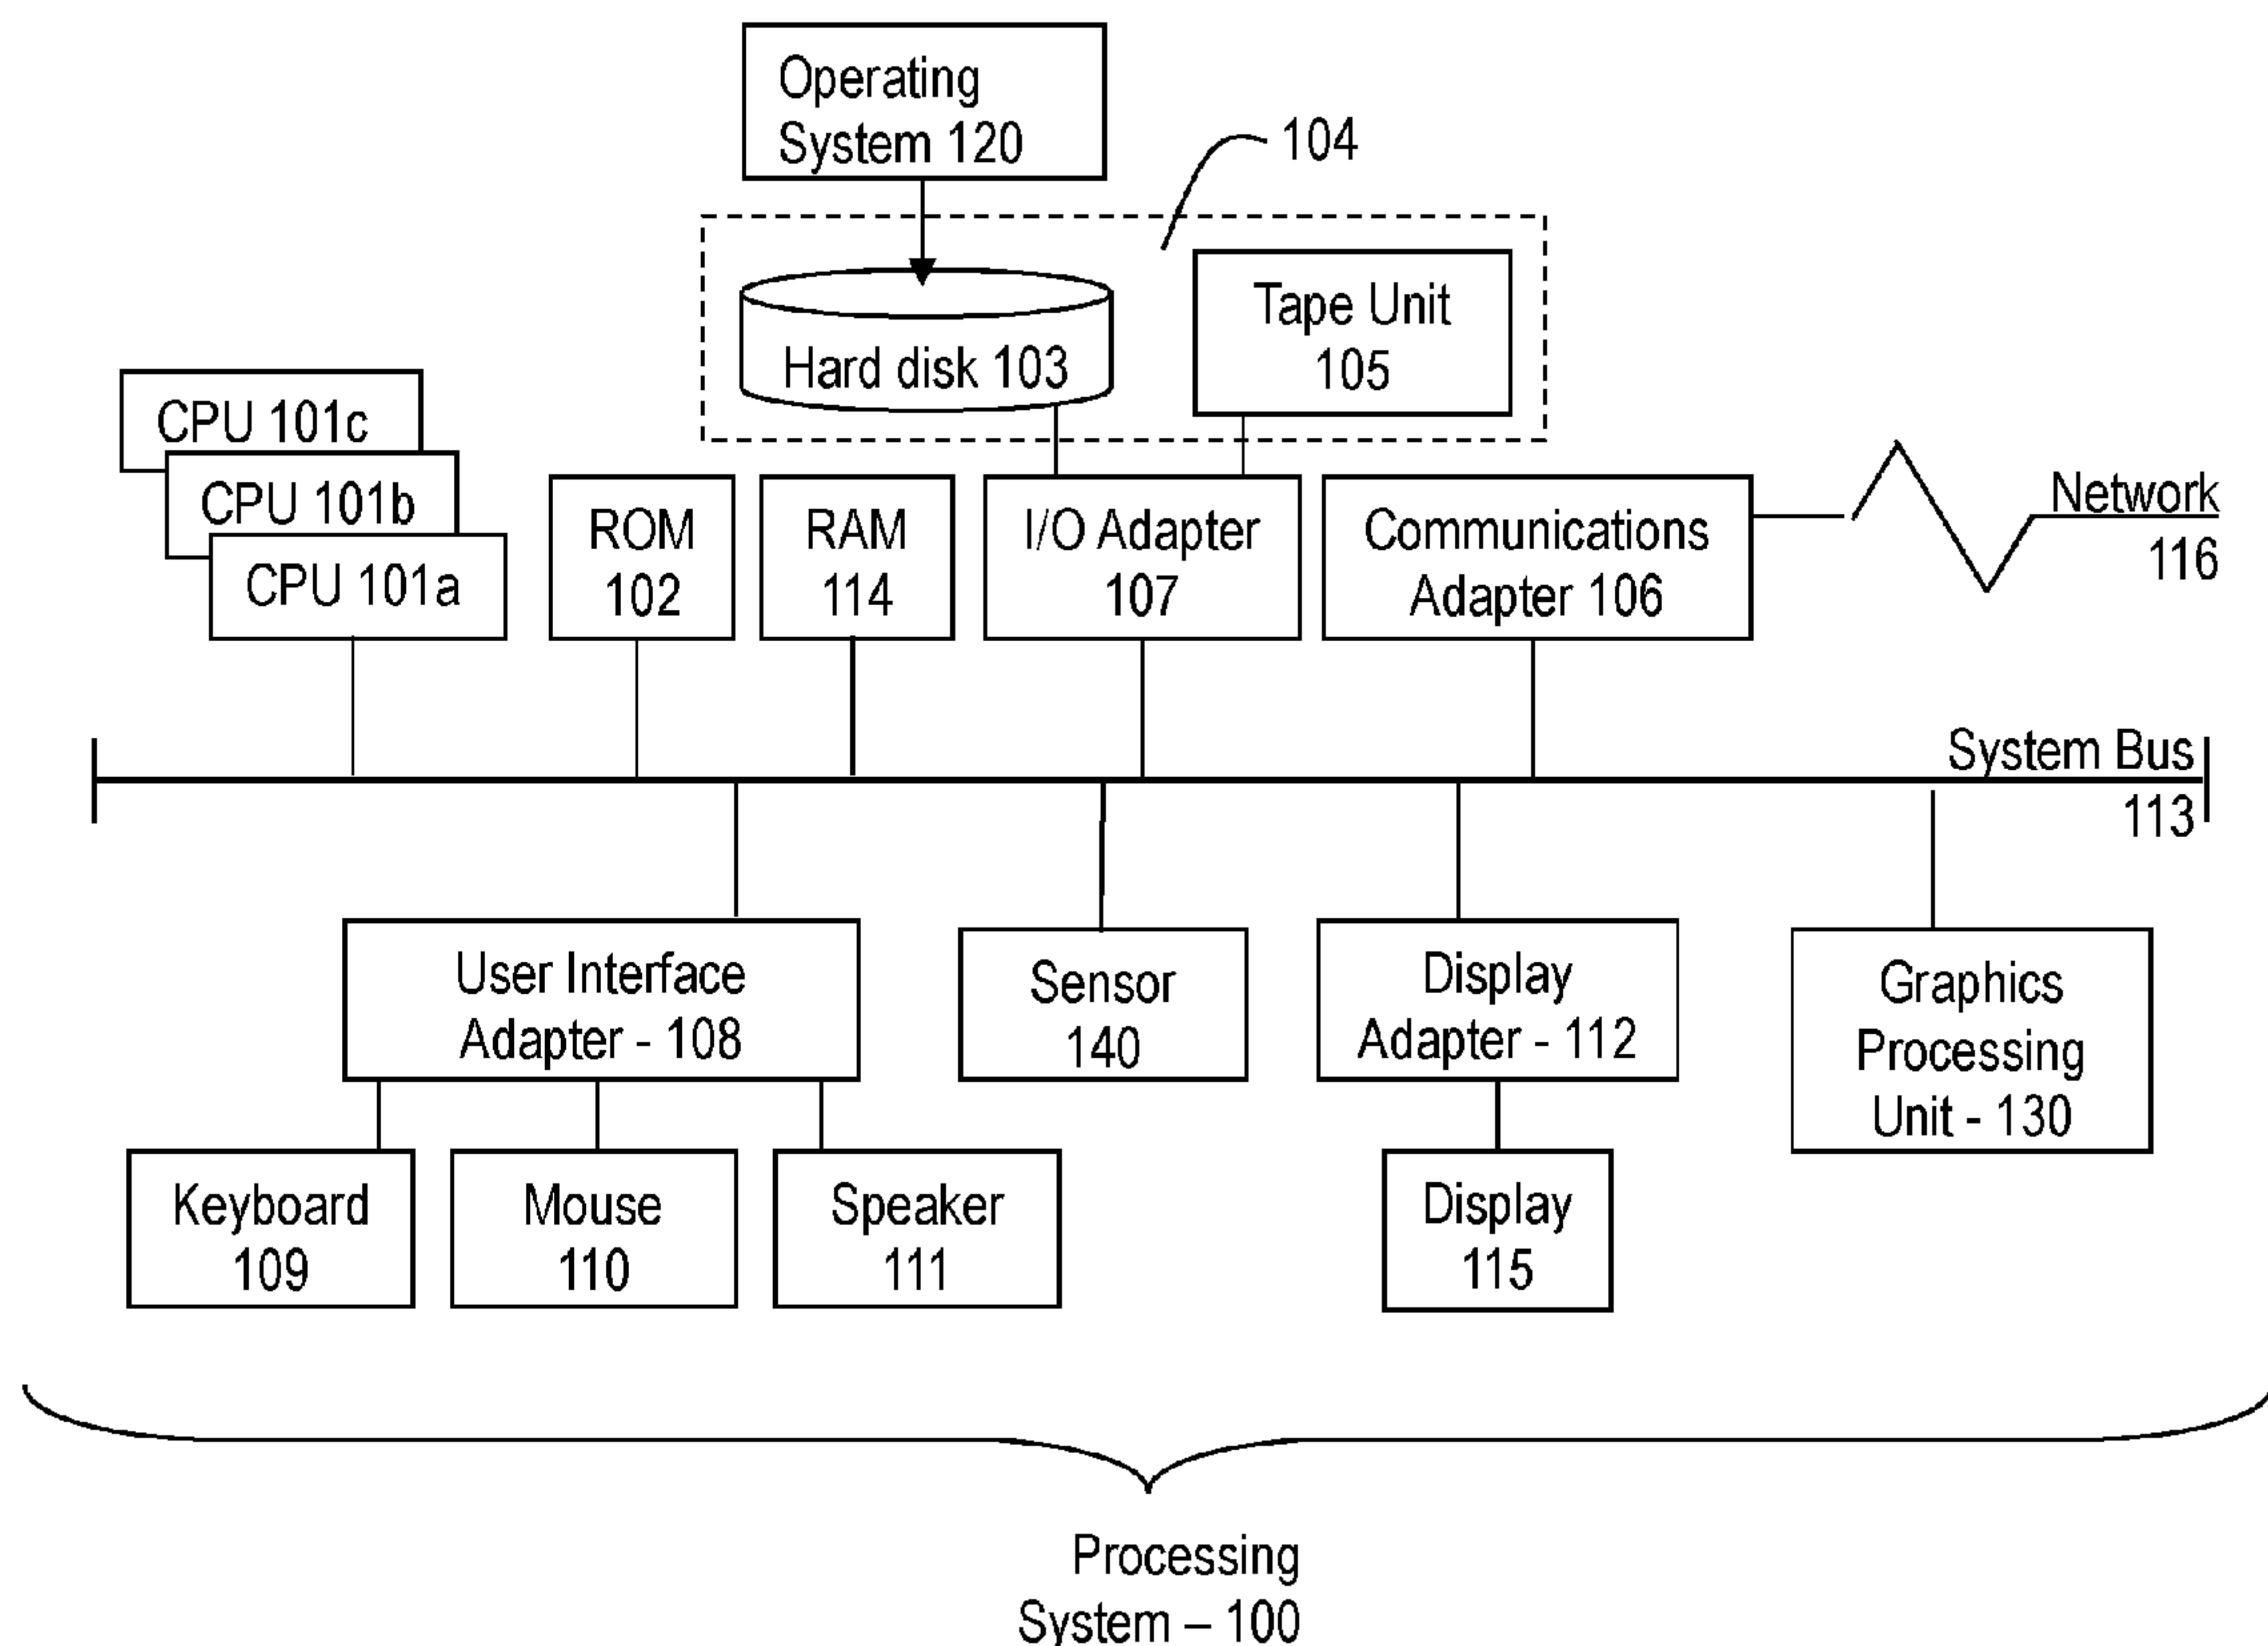 Operating
System 120
104
Hard disk 103
Tape Unit
105
CPU 101c
CPU 101b
CPU 101a
ROM
102
RAM
114
I/O Adapter
107
Communications
Adapter 106
Network
116
System Bus
113
User Interface
Adapter - 108
Sensor
140
Display
Adapter - 112
Graphics
Processing
Unit - 130
Keyboard
109
Mouse
110
Speaker
111
Display
115
Processing
System – 100